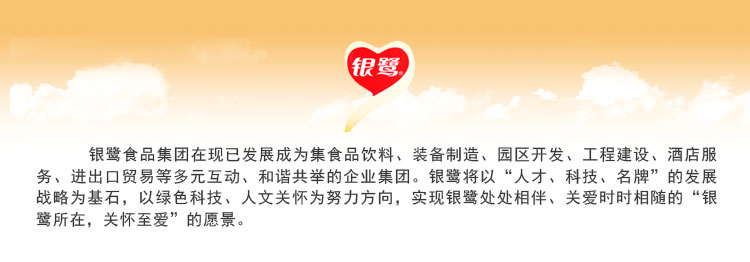 银鹭®
银鹭食品集团在现已发展成为集食品饮料、装备制造、园区开发、工程建设、酒店服
务、进出口贸易等多元互动、和谐共举的企业集团。银鹭将以“人才、科技、名牌”的发展
战略为基石，以绿色科技、人文关怀为努力方向，实现银鹭处处相伴、关爱时时相随的“银
鹭所在，关怀至爱”的愿景。